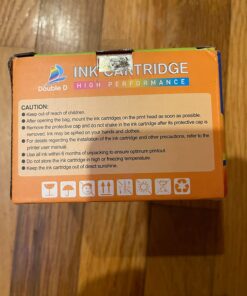 INK CARTRIDGE
Double D
HIGH PERFORMANCE
CAUTION:
● Keep out of reach of children.
● After opening the bag, mount the ink cartridges on the print head as soon as possible.
● Remove the protective cap and do not shake in the ink cartridge after its protective cap is
removed. Ink may be spilled on your hands and clothes.
● For details regarding the installation of the ink cartridge and other precautions, refer to the
printer user manual.
● Use all ink within 6 months of unpacking to ensure optimum printout.
● Do not store the ink cartridge in high or freezing temperature.
● Keep the ink cartridge out of direct sunshine.